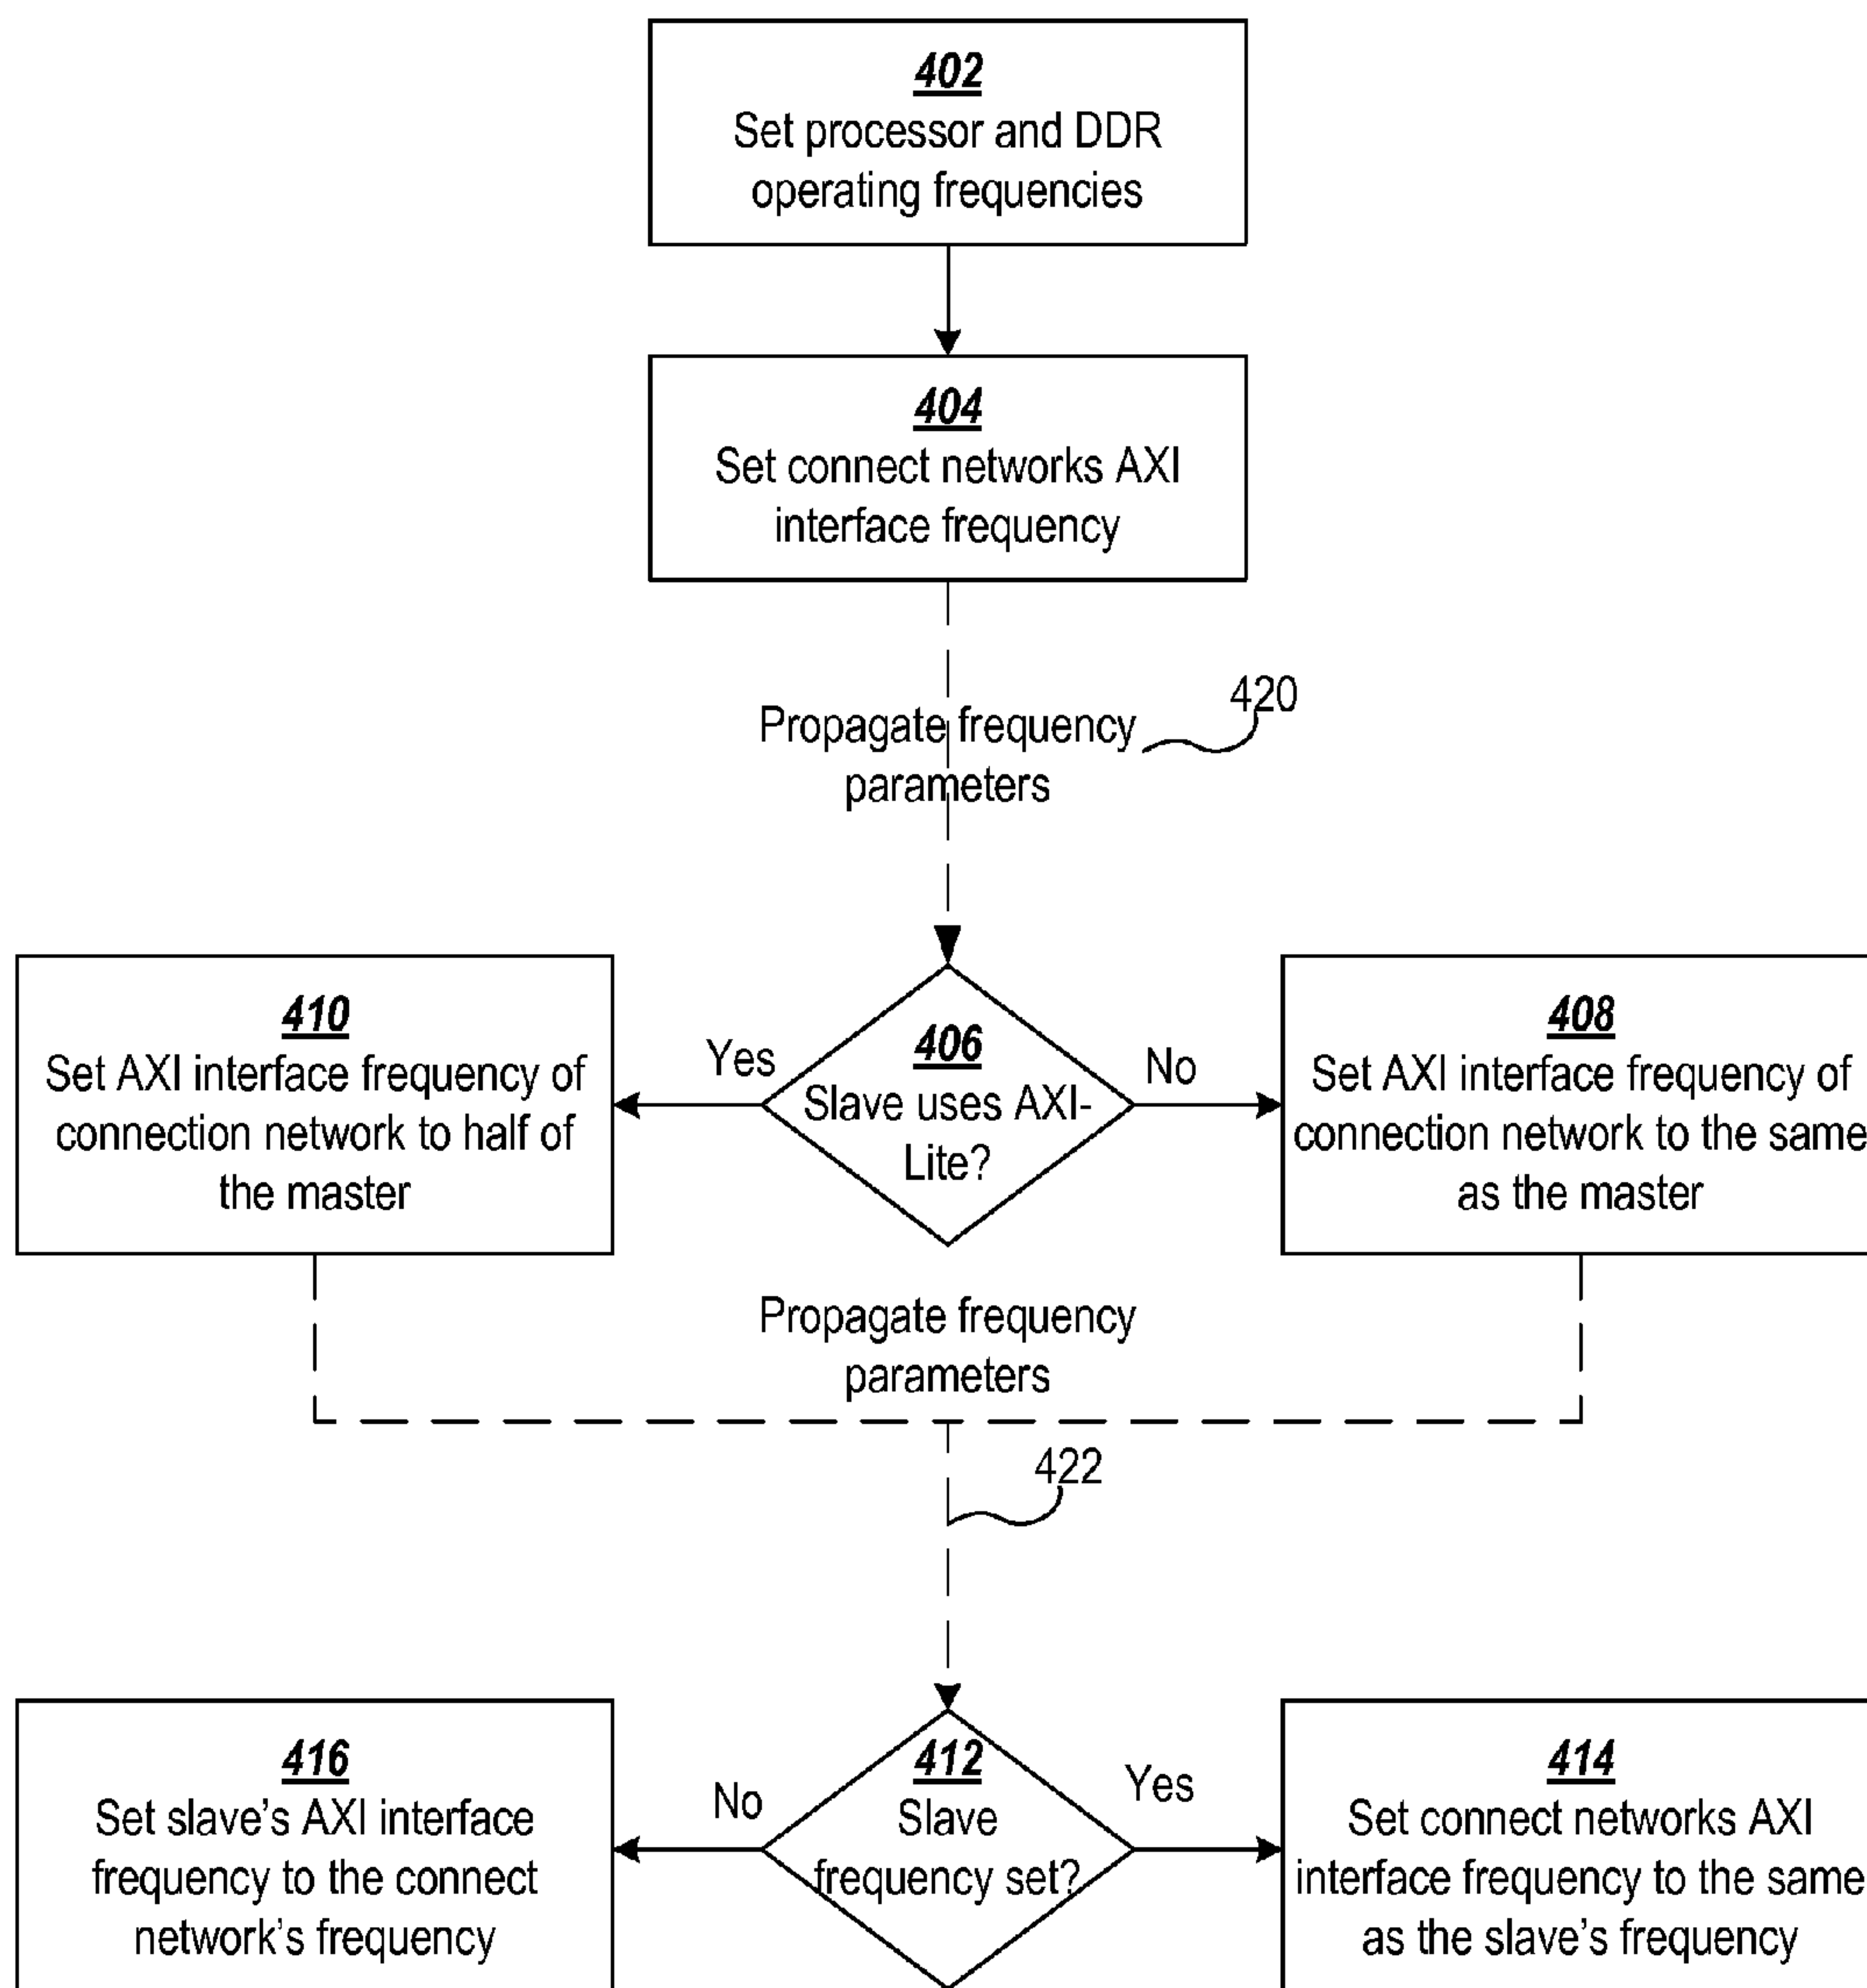 402
Set processor and DDR
operating frequencies
404
Set connect networks AXI
interface frequency
420
Propagate frequency
parameters
410
Set AXI interface frequency of
connection network to half of
the master
Yes
406
Slave uses AXI-
Lite?
No
408
Set AXI interface frequency of
connection network to the same
as the master
Propagate frequency
parameters
422
416
Set slave's AXI interface
frequency to the connect
network's frequency
No
412
Slave
frequency set?
Yes
414
Set connect networks AXI
interface frequency to the same
as the slave's frequency